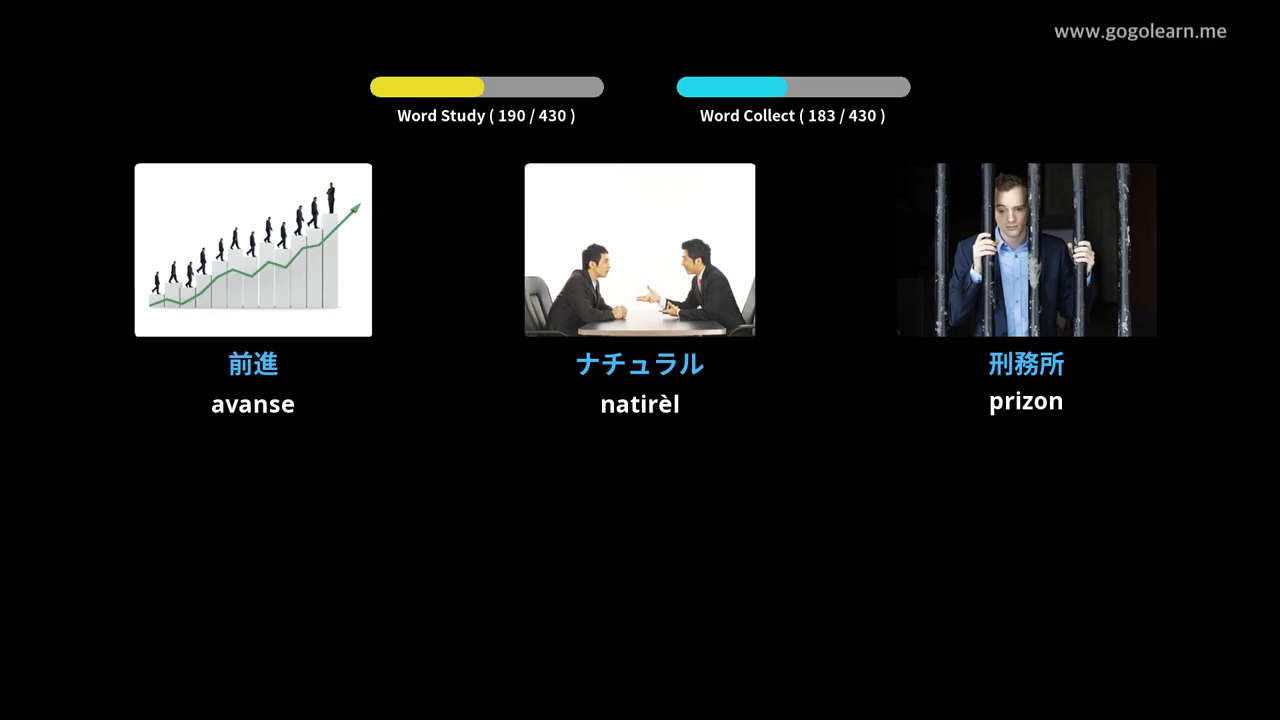 www.gogolearn.me
Word Study ( 190 / 430 )
Word Collect ( 183 / 430 )
前進
ナチュラル
刑務所
avanse
natirèl
prizon